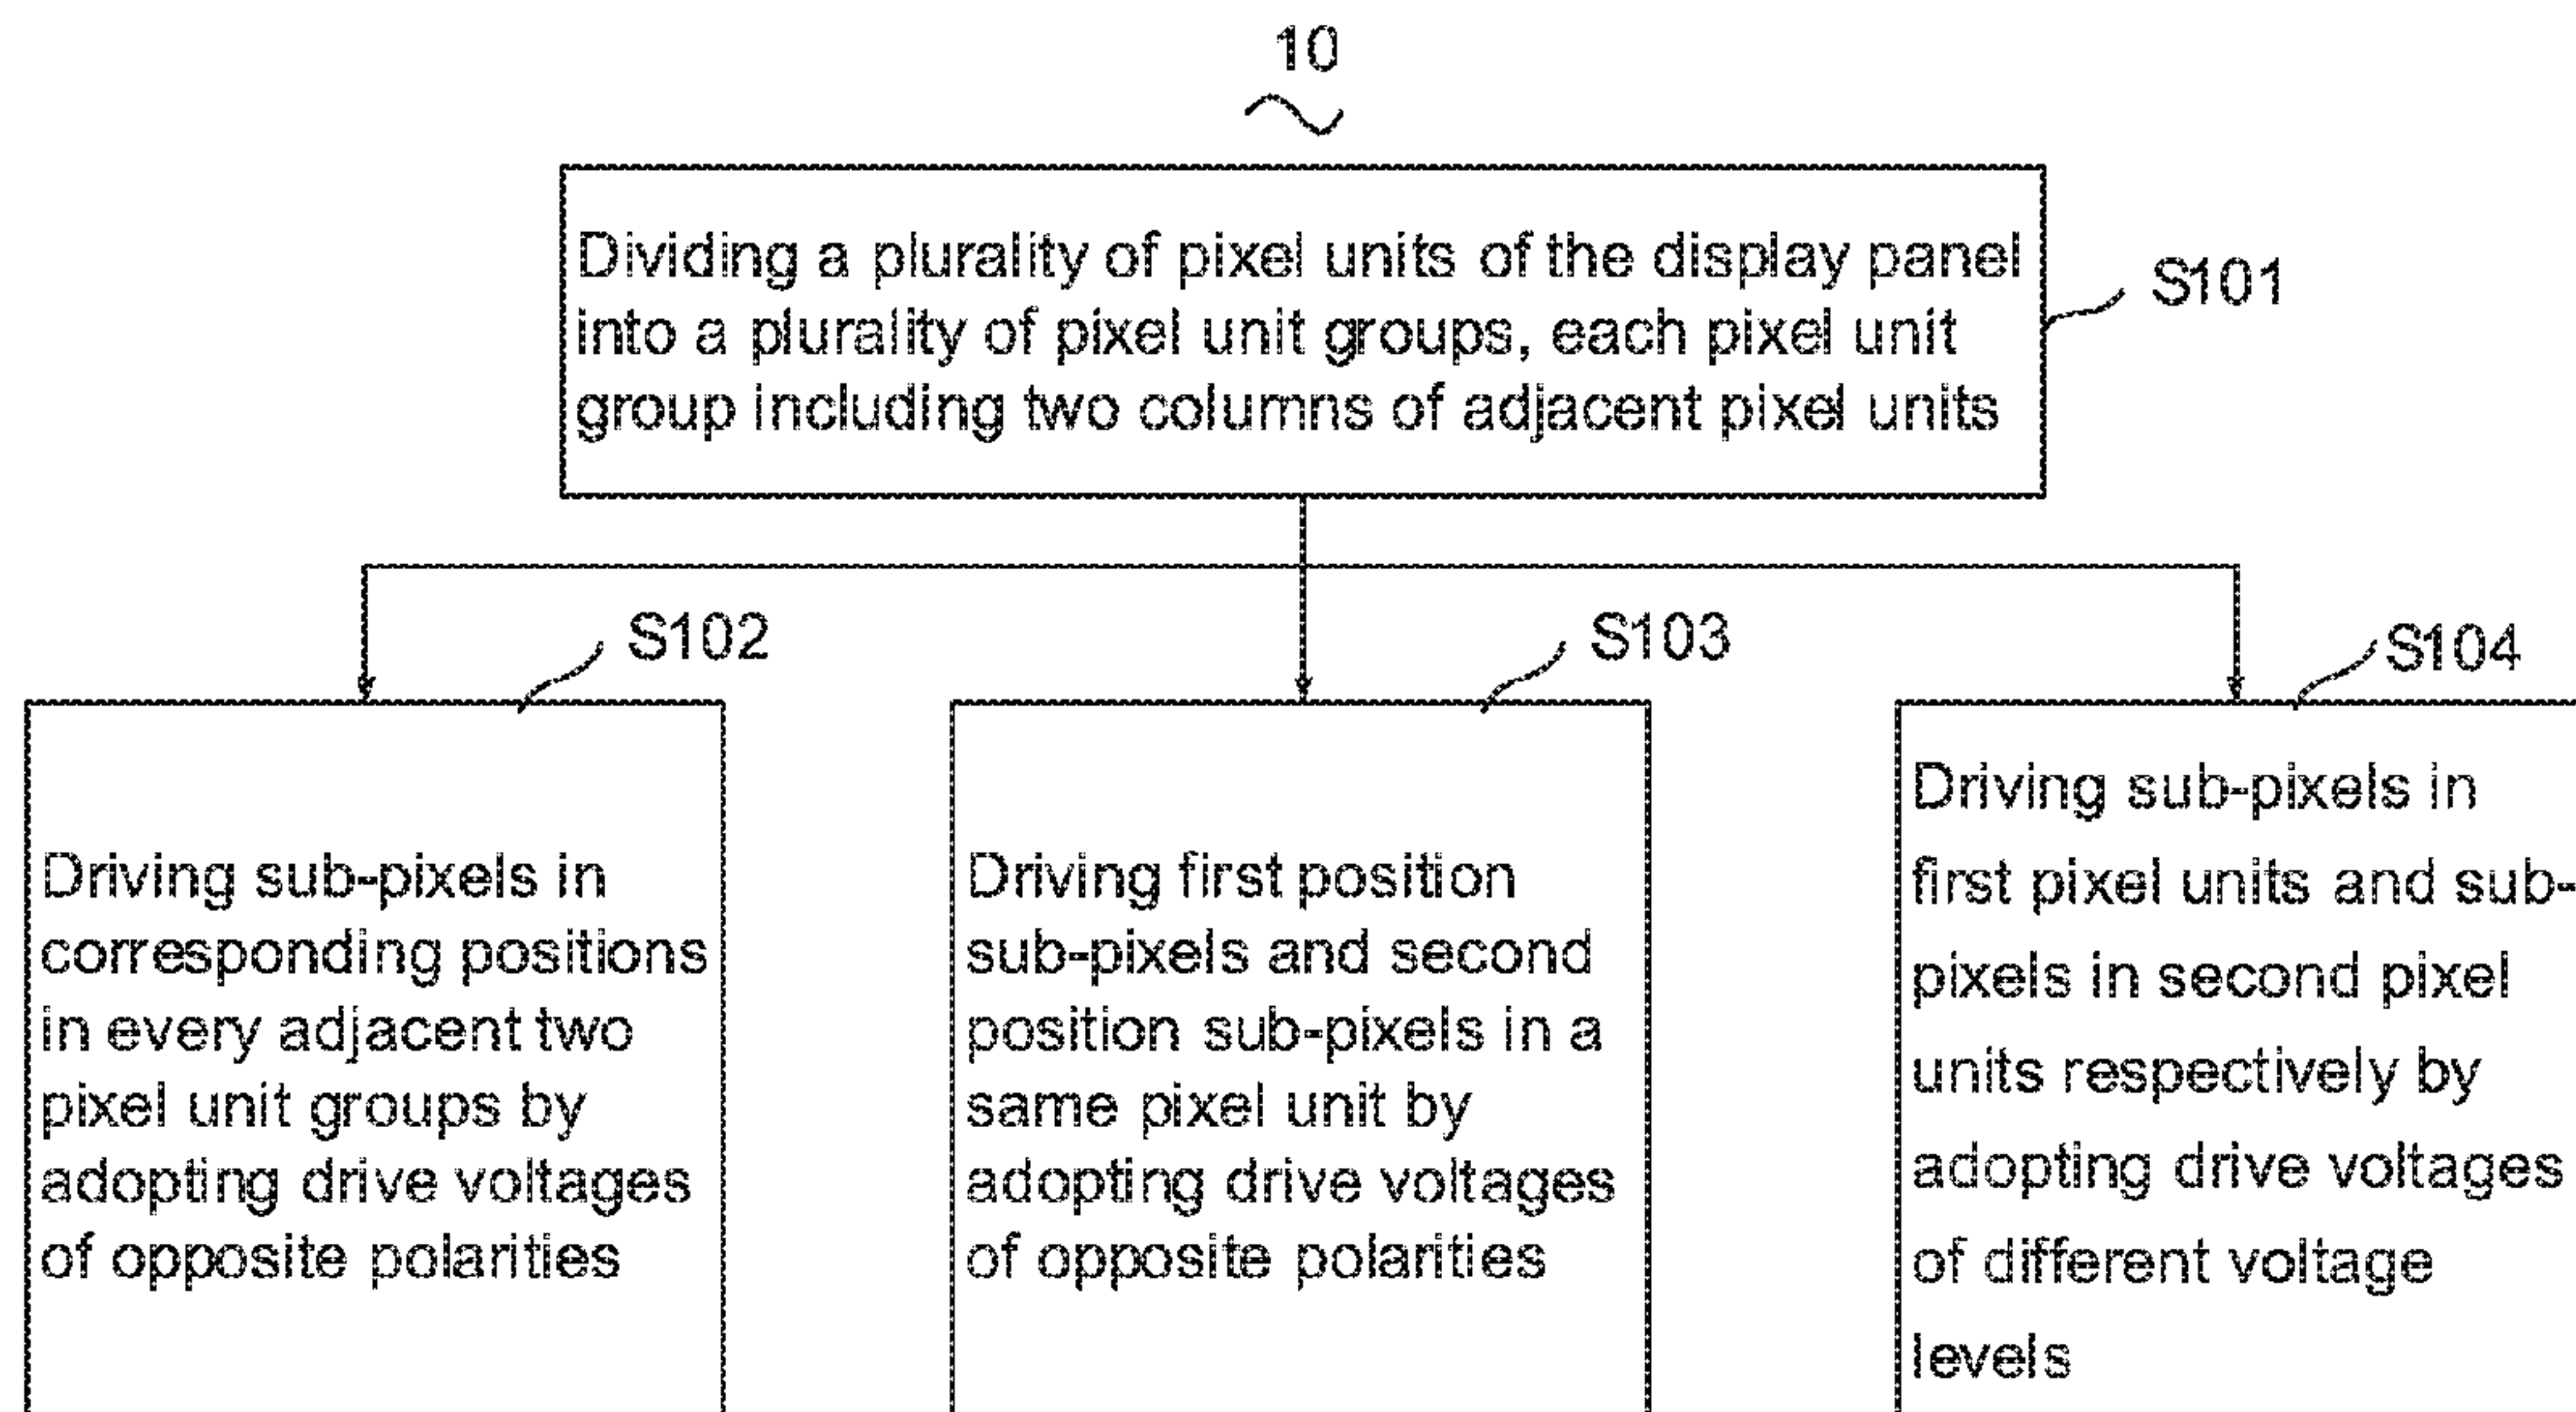 10
Dividing a plurality of pixel units of the display panel
into a plurality of pixel unit groups, each pixel unit
group including two columns of adjacent pixel units
S101
S102
Driving sub-pixels in
corresponding positions
in every adjacent two
pixel unit groups by
adopting drive voltages
of opposite polarities
S103
Driving first position
sub-pixels and second
position sub-pixels in a
same pixel unit by
adopting drive voltages
of opposite polarities
S104
Driving sub-pixels in
first pixel units and sub-
pixels in second pixel
units respectively by
adopting drive voltages
of different voltage
levels